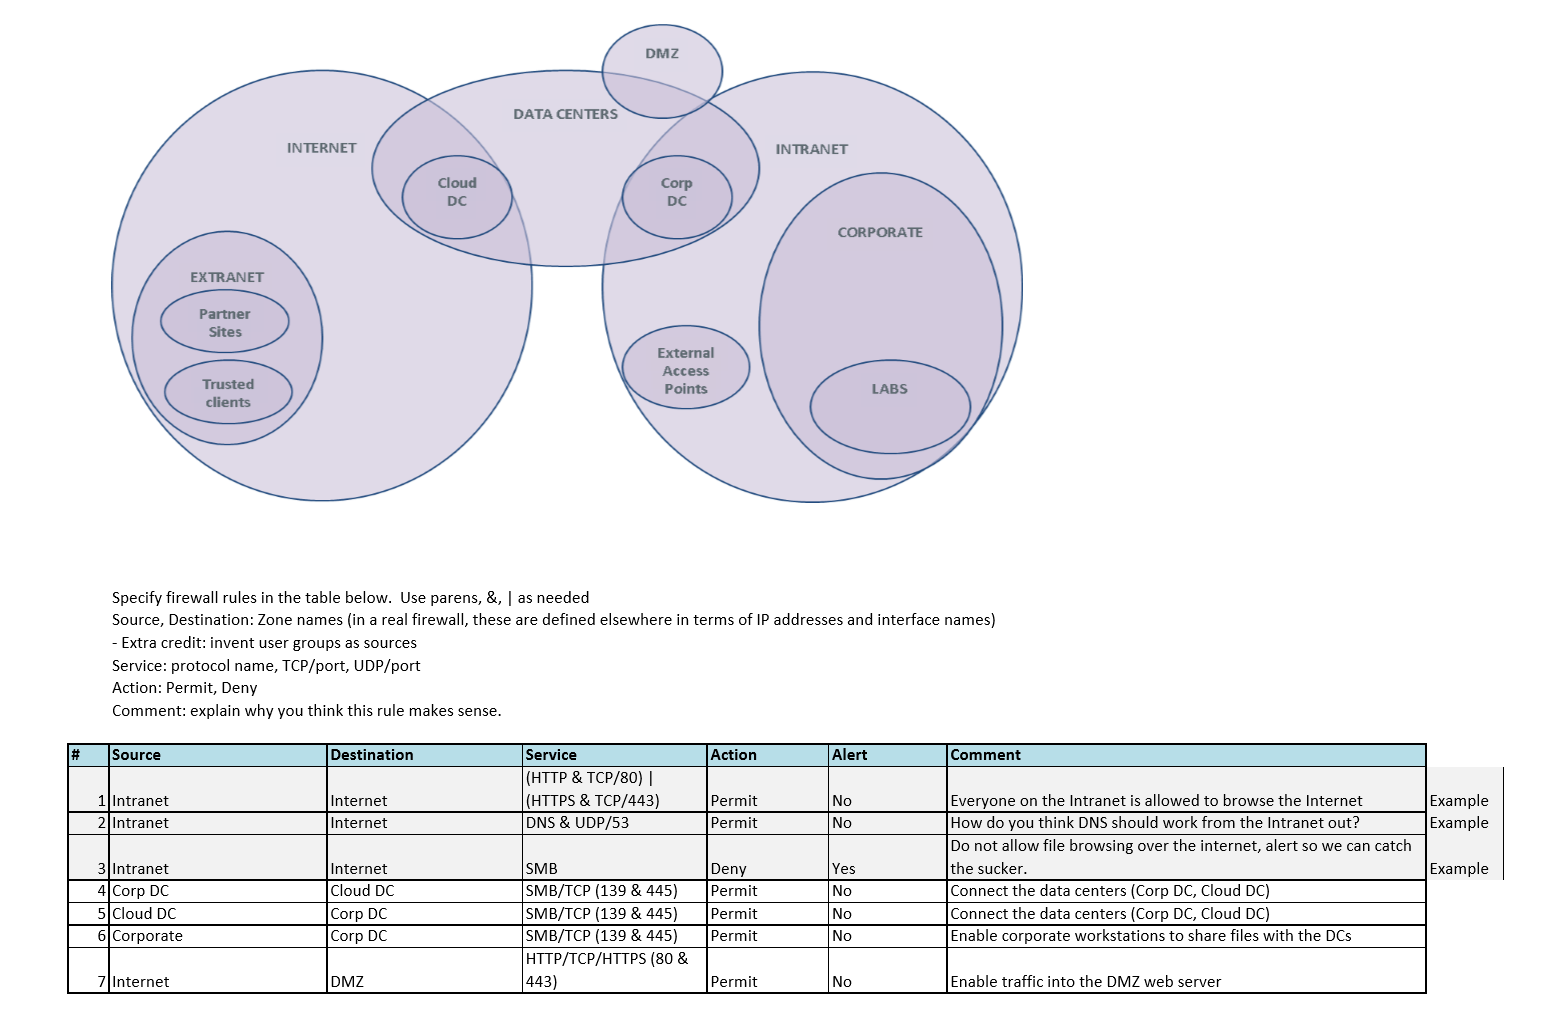 DMZ
DATA CENTERS
INTERNET
INTRANET
Cloud
DC
Corp
DC
CORPORATE
EXTRANET
Partner
Sites
External
Access
Points
Trusted
clients
LABS
Specify firewall rules in the table below.  Use parens, &, | as needed
Source, Destination: Zone names (in a real firewall, these are defined elsewhere in terms of IP addresses and interface names)
- Extra credit: invent user groups as sources
Service: protocol name, TCP/port, UDP/port
Action: Permit, Deny
Comment: explain why you think this rule makes sense.
# Source Destination Service Action Alert Comment
(HTTP & TCP/80) |
1 Intranet Internet (HTTPS & TCP/443) Permit No Everyone on the Intranet is allowed to browse the Internet Example
2 Intranet Internet DNS & UDP/53 Permit No How do you think DNS should work from the Intranet out? Example
Do not allow file browsing over the internet, alert so we can catch
3 Intranet Internet SMB Deny Yes the sucker. Example
4 Corp DC Cloud DC SMB/TCP (139 & 445) Permit No Connect the data centers (Corp DC, Cloud DC)
5 Cloud DC Corp DC SMB/TCP (139 & 445) Permit No Connect the data centers (Corp DC, Cloud DC)
6 Corporate Corp DC SMB/TCP (139 & 445) Permit No Enable corporate workstations to share files with the DCs
HTTP/TCP/HTTPS (80 &
7 Internet DMZ 443) Permit No Enable traffic into the DMZ web server